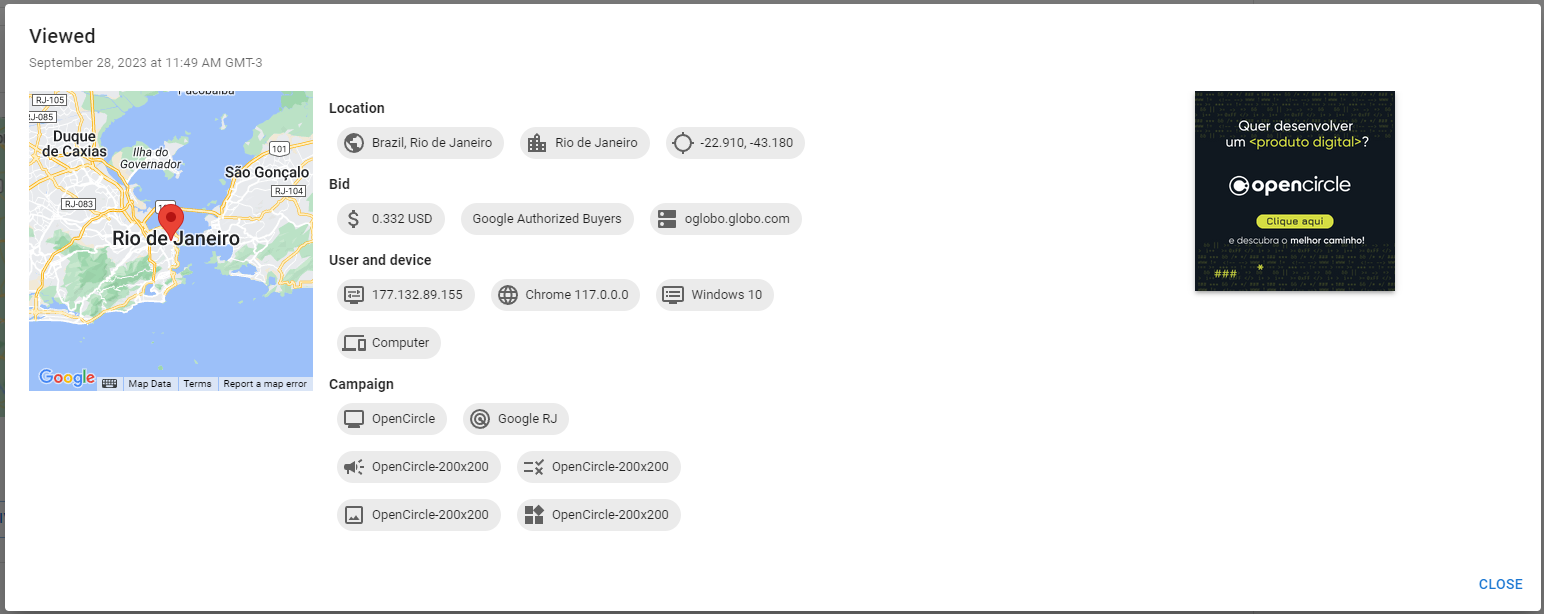 Viewed
September 28, 2023 at 11:49 AM GMT-3
RJ-105
RJ-085
Duque
de Caxias
Ilha do
Governador
101
São Gonçalo
RJ-104
RJ-083
Rio de Janeiro
Google
Map Data
Terms
Report a map error
Location
Brazil, Rio de Janeiro
Rio de Janeiro
-22.910, -43.180
Bid
0.332 USD
Google Authorized Buyers
oglobo.globo.com
User and device
177.132.89.155
Chrome 117.0.0.0
Windows 10
Computer
Campaign
OpenCircle
Google RJ
OpenCircle-200x200
OpenCircle-200x200
OpenCircle-200x200
OpenCircle-200x200
Quer desenvolver
um <produto digital>?
opencircle
Clique aqui
e descubra o melhor caminho!
###
*
CLOSE